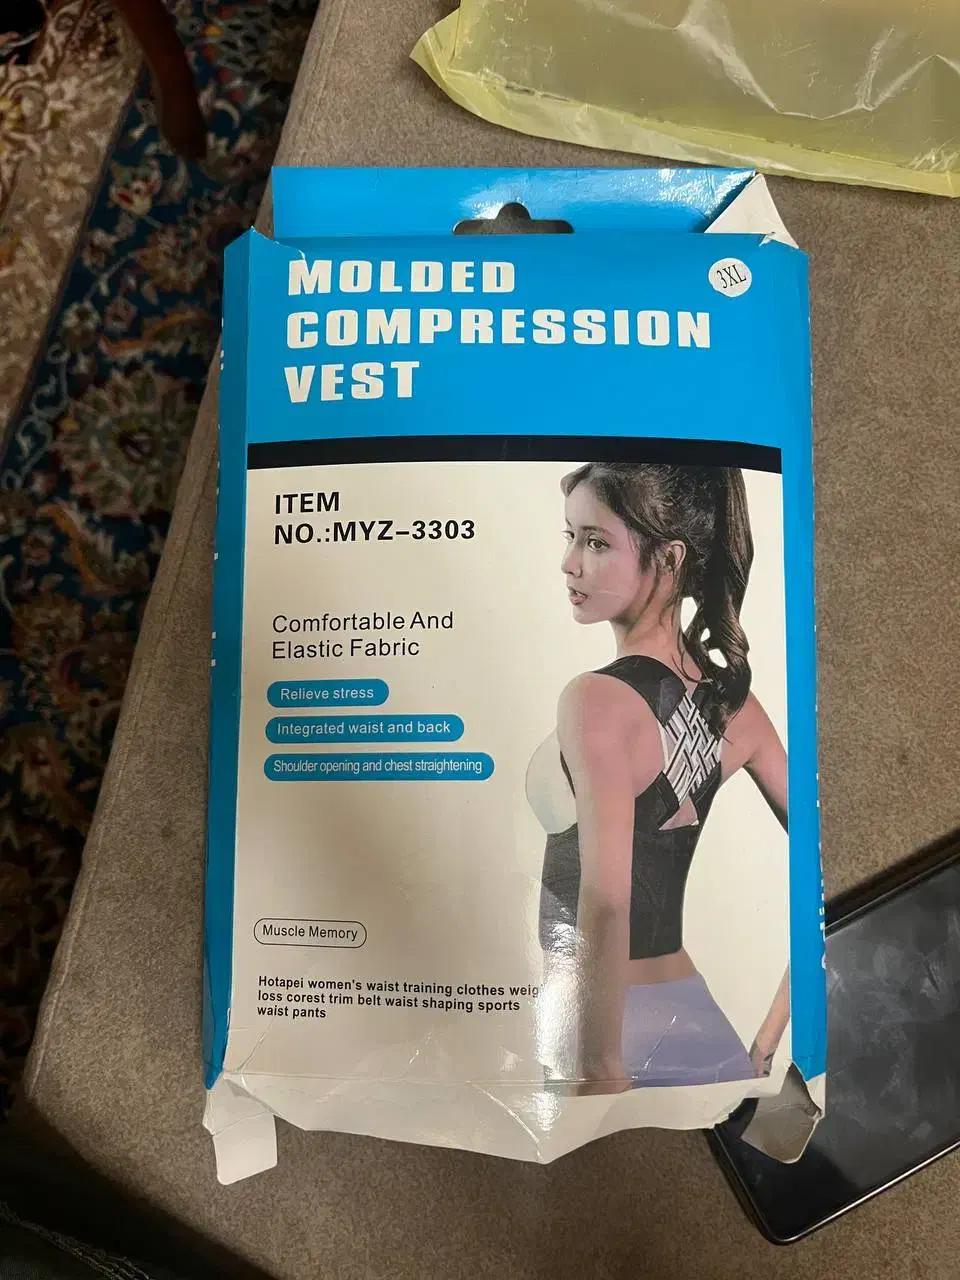 MOLDED
3XL
COMPRESSION
VEST
ITEM
NO.:MYZ-3303
Comfortable And
Elastic Fabric
Relieve stress
Integrated waist and back
Shoulder opening and chest straightening
Muscle Memory
Hotapei women's waist training clothes weig
loss corest trim belt waist shaping sports
waist pants